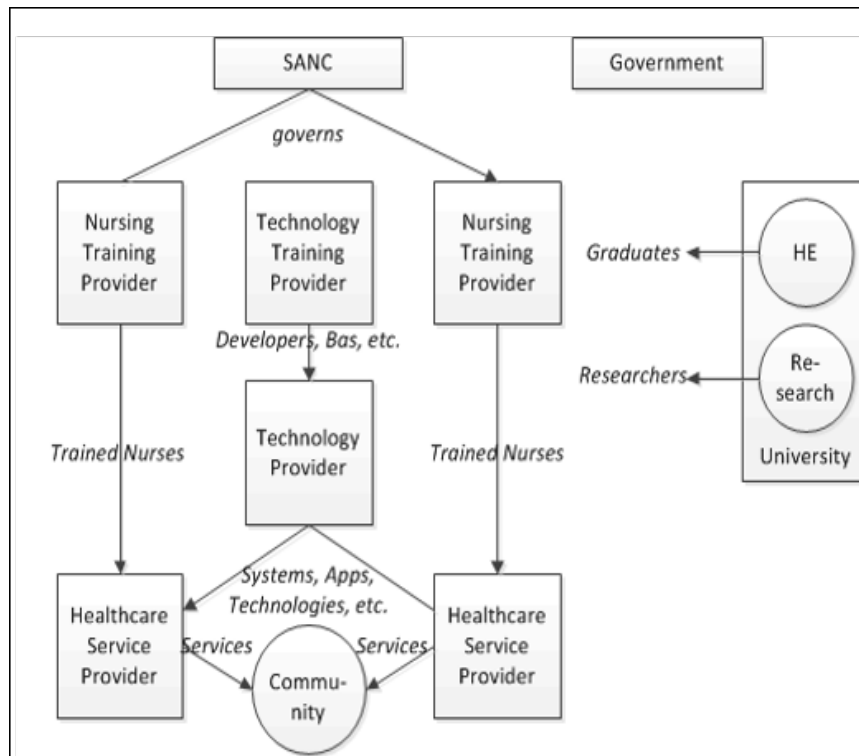 SANC
Government
governs
Nursing
Training
Provider
Technology
Training
Provider
Nursing
Training
Provider
Graduates
HE
Developers, Bas, etc.
Researchers
Re-
search
University
Technology
Provider
Trained Nurses
Trained Nurses
Systems, Apps,
Technologies, etc.
Healthcare
Service
Provider
Services
Services
Healthcare
Service
Provider
Commu-
nity